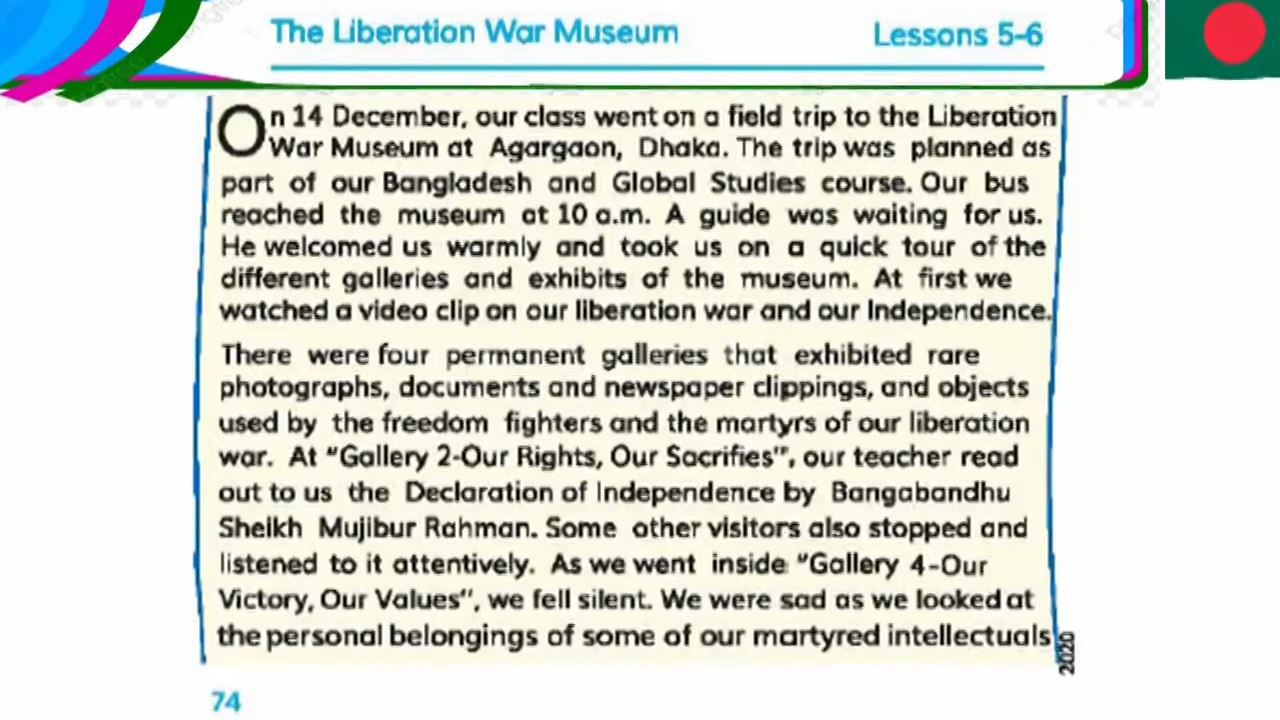 The Liberation War Museum
Lessons 5-6
On 14 December, our class went on a field trip to the Liberation
War Museum at Agargaon, Dhaka. The trip was planned as
part of our Bangladesh and Global Studies course. Our bus
reached the museum at 10 a.m. A guide was waiting for us.
He welcomed us warmly and took us on a quick tour of the
different galleries and exhibits of the museum. At first we
watched a video clip on our liberation war and our Independence.
There were four permanent galleries that exhibited rare
photographs, documents and newspaper clippings, and objects
used by the freedom fighters and the martyrs of our liberation
war. At "Gallery 2-Our Rights, Our Sacrifies", our teacher read
out to us the Declaration of Independence by Bangabandhu
Sheikh Mujibur Rahman. Some other visitors also stopped and
listened to it attentively. As we went inside "Gallery 4-Our
Victory, Our Values", we fell silent. We were sad as we looked at
the personal belongings of some of our martyred intellectuals
2020
74